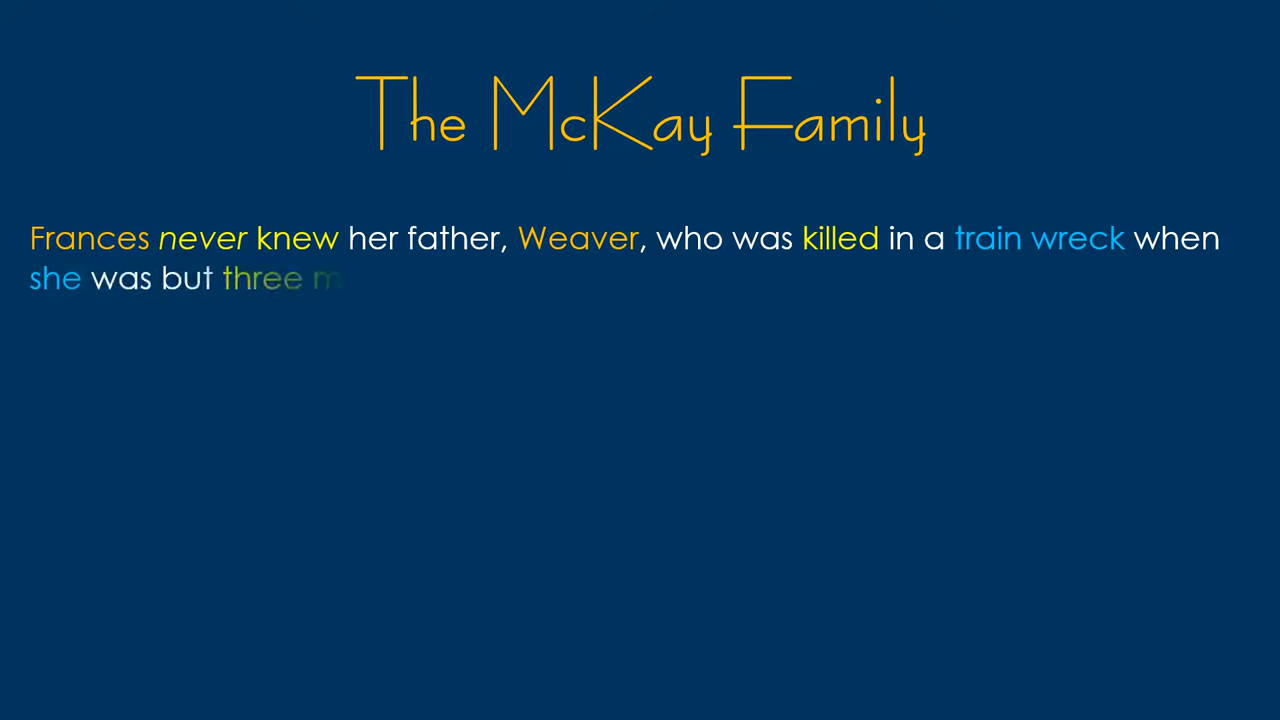 The McKay Family
Frances never knew her father, Weaver, who was killed in a train wreck when
she was but three